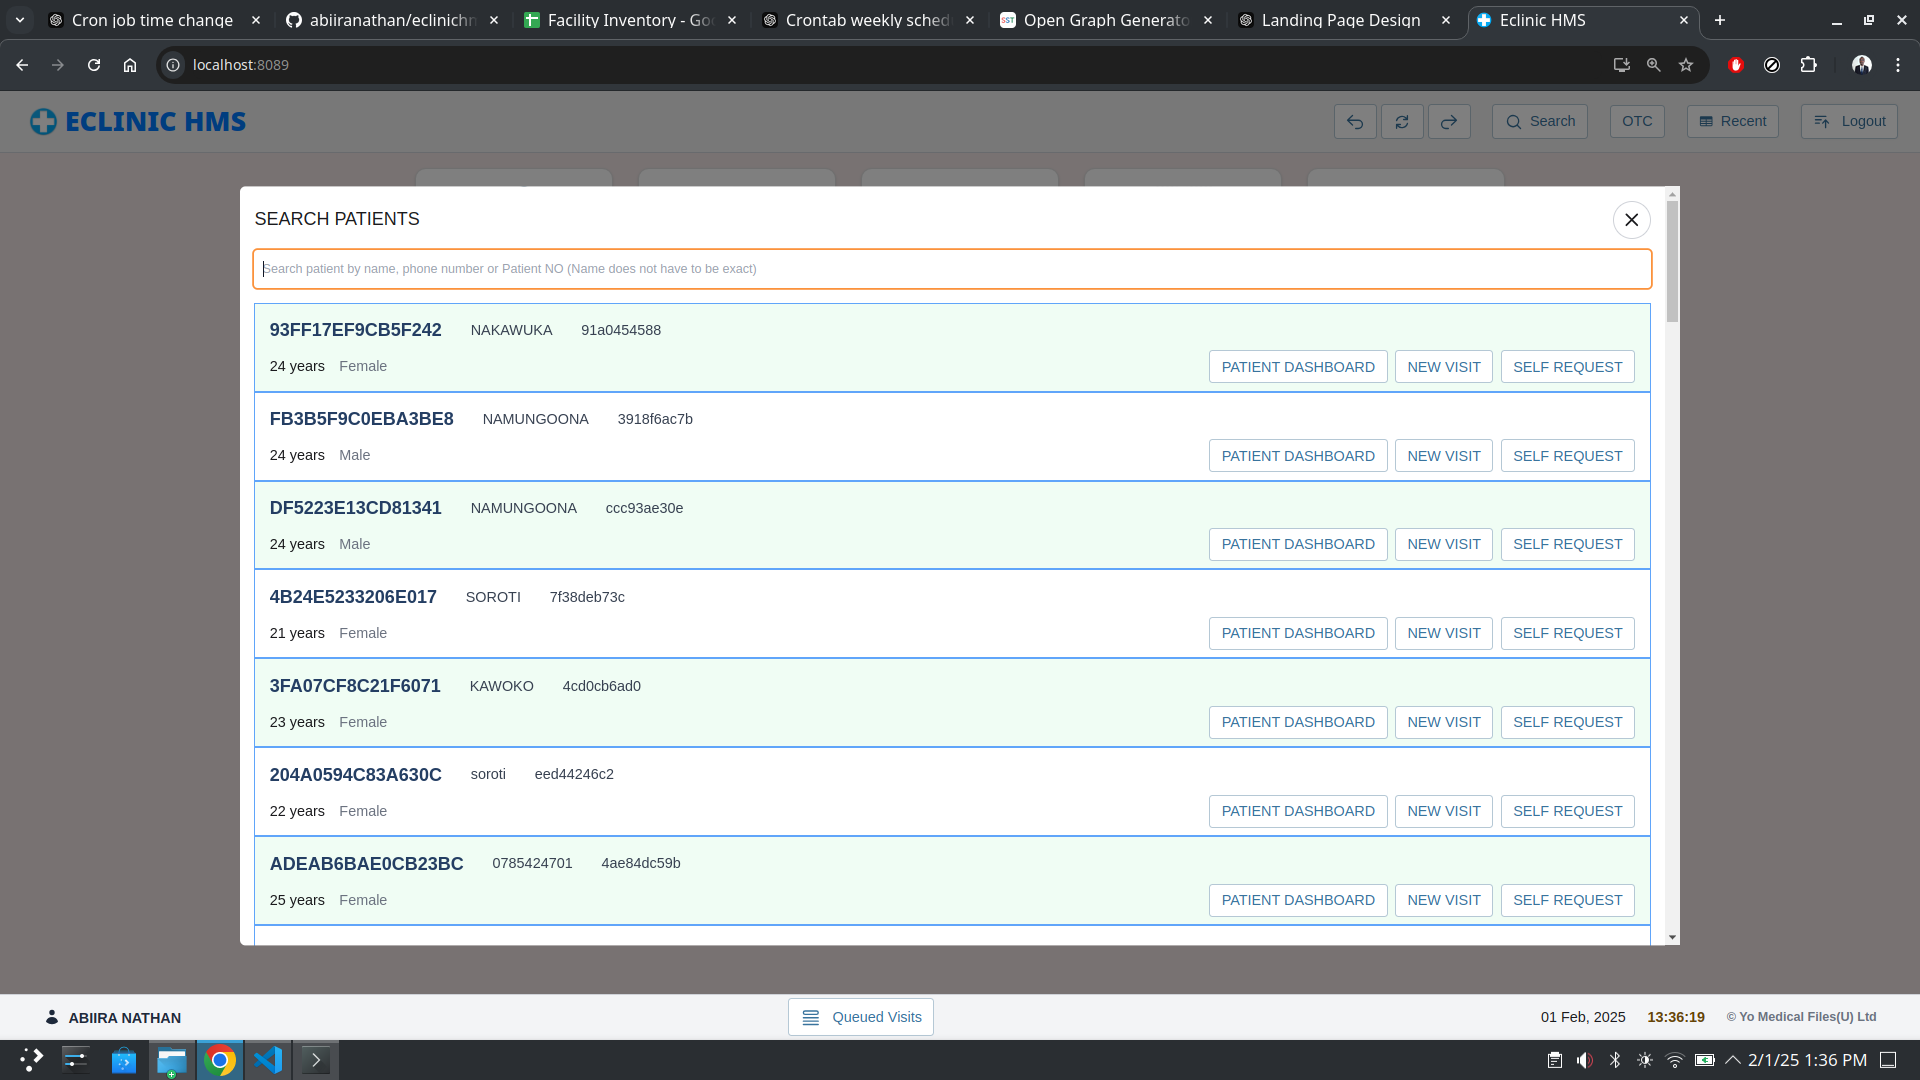 Cron job time change
abiiranathan/eclinichn
Facility Inventory - Goo
Crontab weekly sched
Open Graph Generato
Landing Page Design
Eclinic HMS
localhost:8089
ECLINIC HMS
Search
OTC
Recent
Logout
SEARCH PATIENTS
Search patient by name, phone number or Patient NO (Name does not have to be exact)
93FF17EF9CB5F242 NAKAWUKA 91a0454588
24 years Female PATIENT DASHBOARD NEW VISIT SELF REQUEST
FB3B5F9C0EBA3BE8 NAMUNGOONA 3918f6ac7b
24 years Male PATIENT DASHBOARD NEW VISIT SELF REQUEST
DF5223E13CD81341 NAMUNGOONA ccc93ae30e
24 years Male PATIENT DASHBOARD NEW VISIT SELF REQUEST
4B24E5233206E017 SOROTI 7f38deb73c
21 years Female PATIENT DASHBOARD NEW VISIT SELF REQUEST
3FA07CF8C21F6071 KAWOKO 4cd0cb6ad0
23 years Female PATIENT DASHBOARD NEW VISIT SELF REQUEST
204A0594C83A630C soroti eed44246c2
22 years Female PATIENT DASHBOARD NEW VISIT SELF REQUEST
ADEAB6BAE0CB23BC 0785424701 4ae84dc59b
25 years Female PATIENT DASHBOARD NEW VISIT SELF REQUEST
ABIIRA NATHAN
Queued Visits
01 Feb, 2025 13:36:19 © Yo Medical Files(U) Ltd
2/1/25 1:36 PM